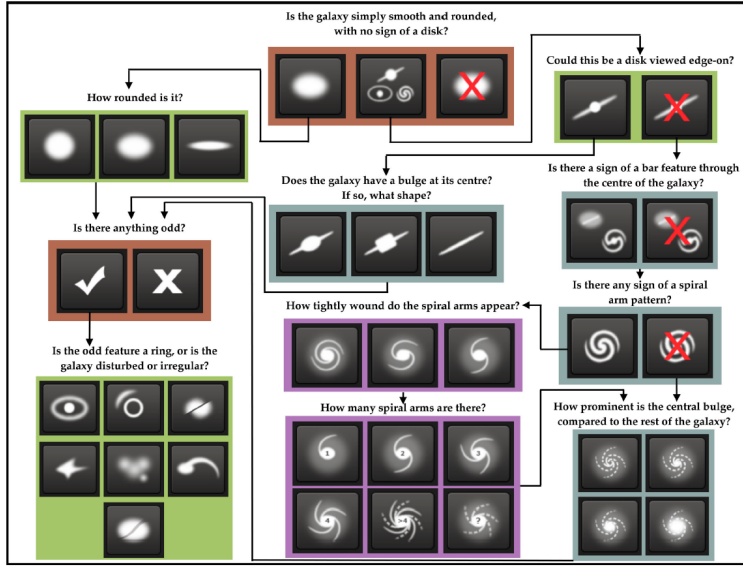 Is the galaxy simply smooth and rounded,
with no sign of a disk?
Could this be a disk viewed edge-on?
How rounded is it?
Does the galaxy have a bulge at its centre?
If so, what shape?
Is there a sign of a bar feature through
the centre of the galaxy?
Is there anything odd?
Is there any sign of a spiral
arm pattern?
How tightly wound do the spiral arms appear?
Is the odd feature a ring, or is the
galaxy disturbed or irregular?
How many spiral arms are there?
How prominent is the central bulge,
compared to the rest of the galaxy?
1
2
3
4
>4
?